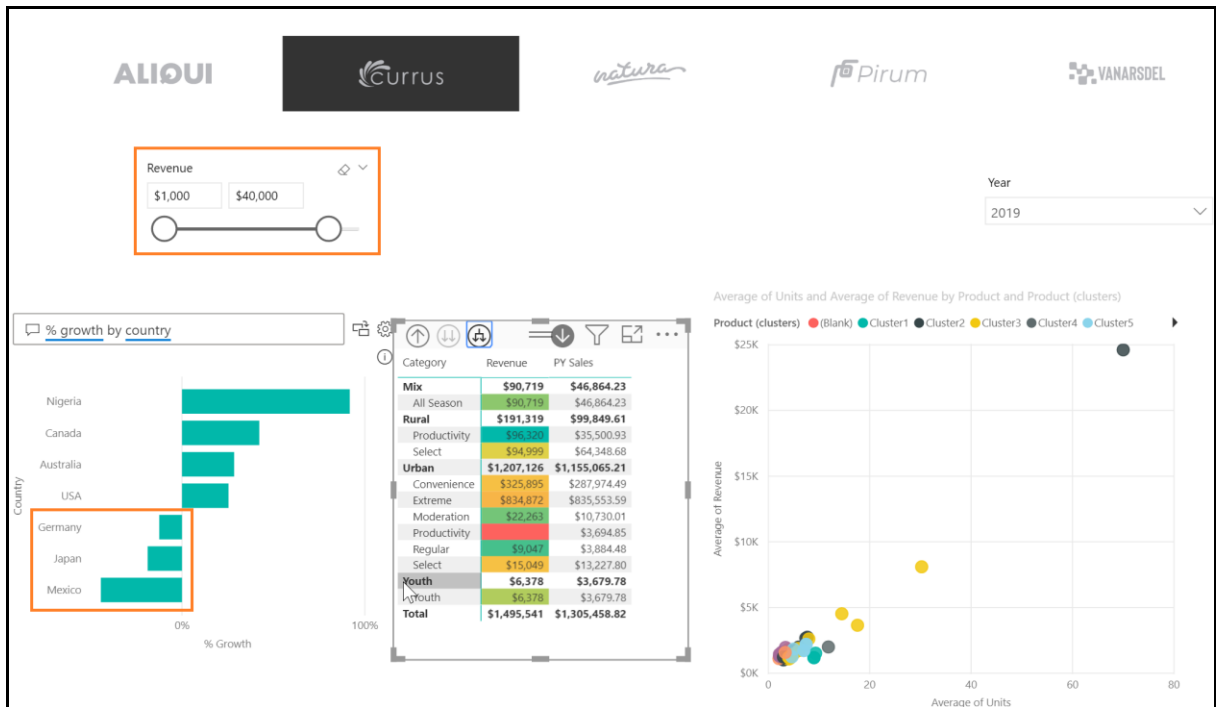 ALIQUI currus natura Pirum VANARSDEL
Revenue
$1,000 $40,000
Year
2019
% growth by country
Nigeria
Canada
Australia
USA
Germany
Japan
Mexico
Country
0% 100%
% Growth
Category Revenue PY Sales
Mix $90,719 $46,864.23
All Season $90,719 $46,864.23
Rural $191,319 $99,849.61
Productivity $96,320 $35,500.93
Select $94,999 $64,348.68
Urban $1,207,126 $1,155,065.21
Convenience $325,895 $287,974.49
Extreme $834,872 $835,553.59
Moderation $22,263 $10,730.01
Productivity $3,694.85
Regular $9,047 $3,884.48
Select $15,049 $13,227.80
Youth $6,378 $3,679.78
Youth $6,378 $3,679.78
Total $1,495,541 $1,305,458.82
Average of Units and Average of Revenue by Product and Product (clusters)
Product (clusters) (Blank) Cluster1 Cluster2 Cluster3 Cluster4 Cluster5
$25K
$20K
$15K
$10K
$5K
$0K
Average of Revenue
0 20 40 60 80
Average of Units